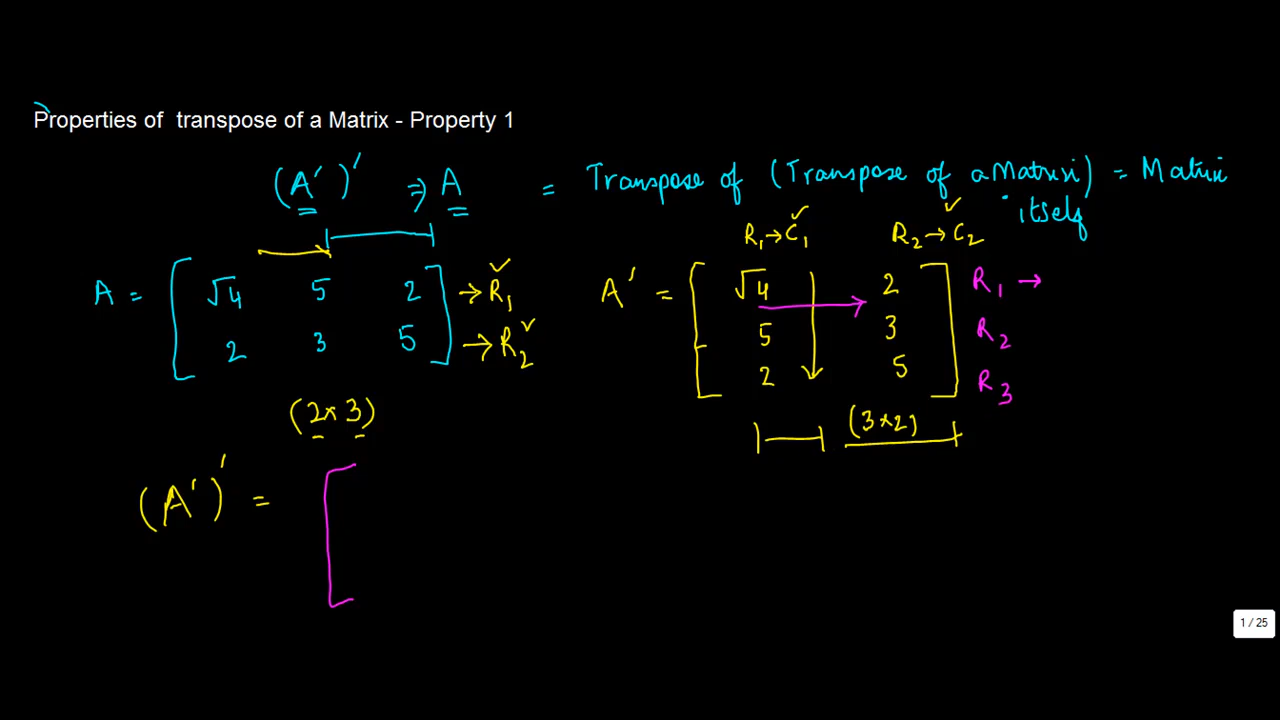 Properties of transpose of a Matrix - Property 1
(A′)′ ⇒ A = Transpose of (Transpose of a Matrix) = Matrix
itself
R₁→C₁ ✓ R₂→C₂ ✓
A = [ √4 5 2 ] →R₁ ✓
[ 2 3 5 ] →R₂ ✓
A′ = [ √4 2 ] R₁ →
[ 5 3 ] R₂
[ 2 5 ] R₃
(2×3)
(3×2)
(A′)′ = [
1 / 25